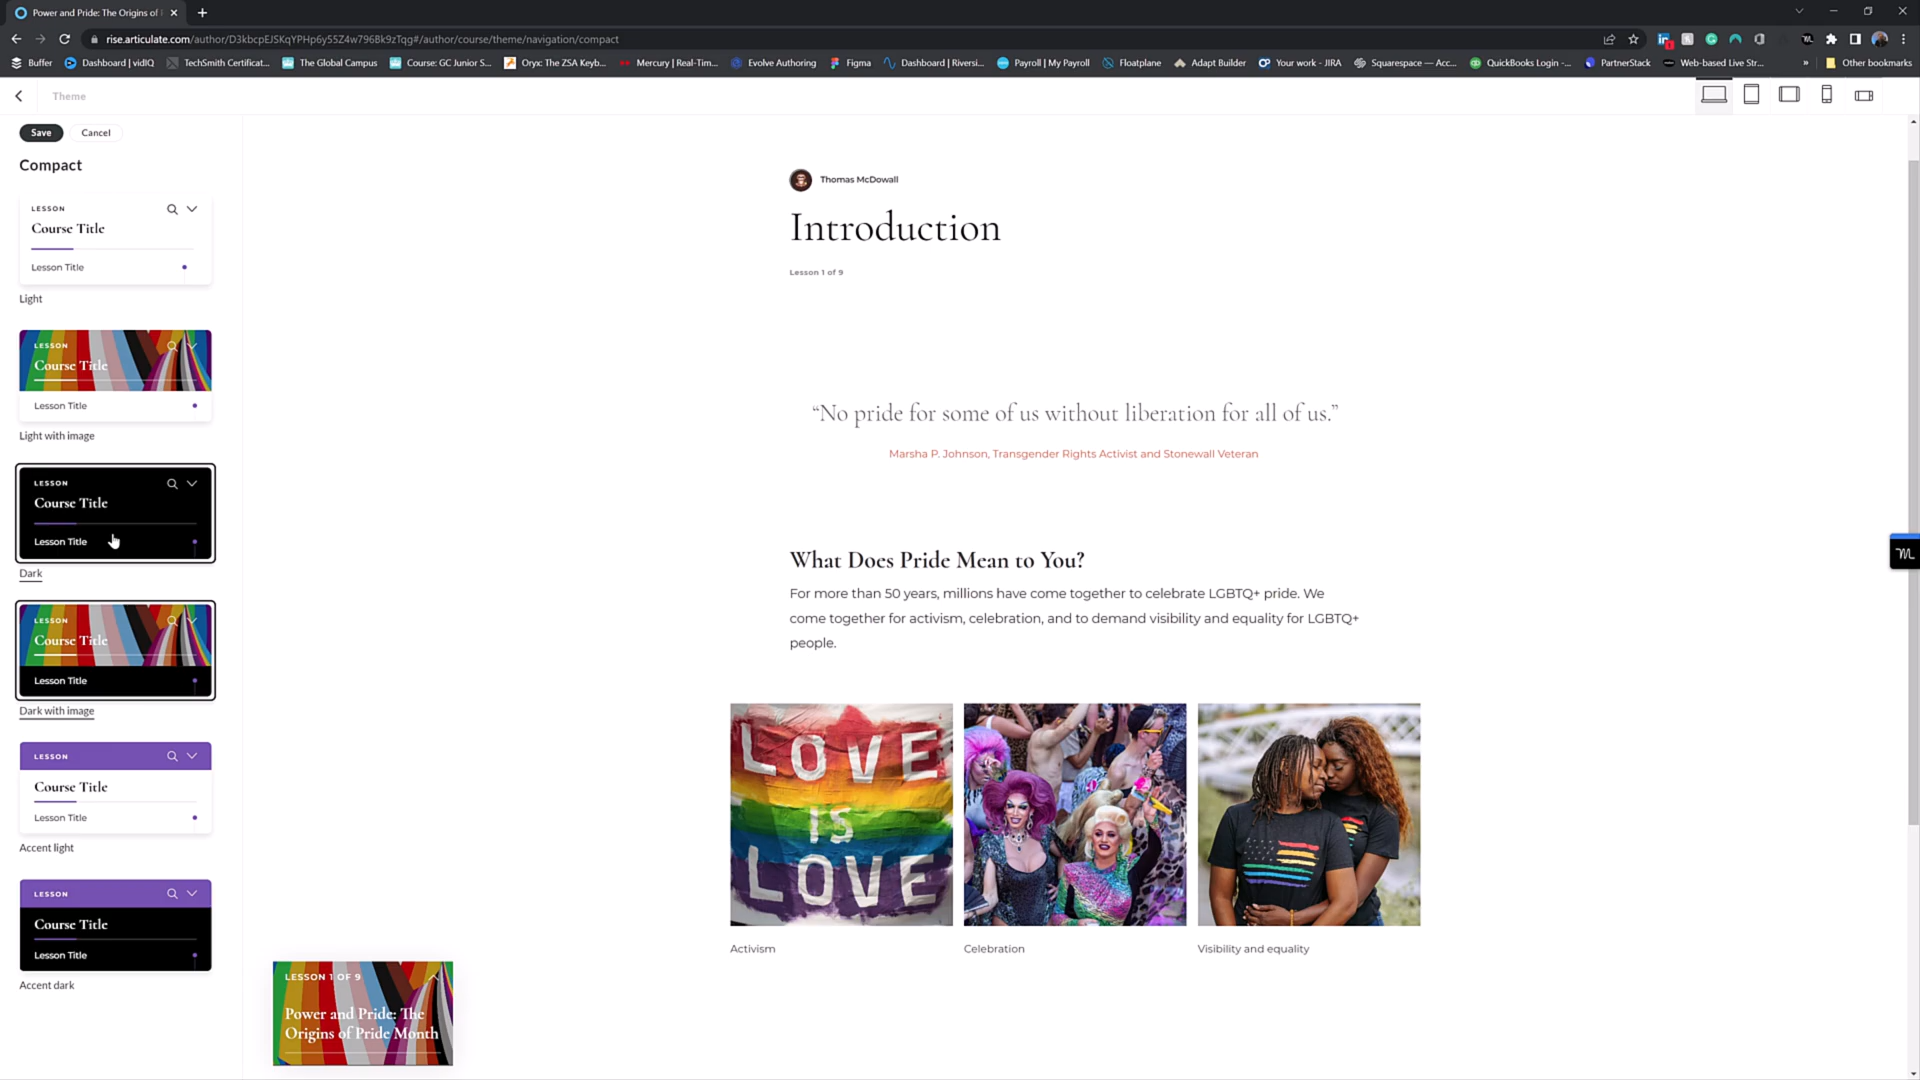 Power and Pride: The Origins of
rise.articulate.com/author/D3kbcpEJSKqYPHp6y55Z4w796Bk9zTqg#/author/course/theme/navigation/compact
Buffer
Dashboard | vidIQ
TechSmith Certificat...
The Global Campus
Course: GC Junior S...
Oryx: The ZSA Keyb...
Mercury | Real-Tim...
Evolve Authoring
Figma
Dashboard | Riversi...
Payroll | My Payroll
Floatplane
Adapt Builder
Your work - JIRA
Squarespace — Acc...
QuickBooks Login -...
PartnerStack
Web-based Live Str...
»
Other bookmarks
Theme
Save
Cancel
Compact
LESSON
Course Title
Lesson Title
Light
LESSON
Course Title
Lesson Title
Light with image
LESSON
Course Title
Lesson Title
Dark
LESSON
Course Title
Lesson Title
Dark with image
LESSON
Course Title
Lesson Title
Accent light
LESSON
Course Title
Lesson Title
Accent dark
Thomas McDowall
Introduction
Lesson 1 of 9
“No pride for some of us without liberation for all of us.”
Marsha P. Johnson, Transgender Rights Activist and Stonewall Veteran
What Does Pride Mean to You?
For more than 50 years, millions have come together to celebrate LGBTQ+ pride. We
come together for activism, celebration, and to demand visibility and equality for LGBTQ+
people.
LOVE
IS
LOVE
Activism
Celebration
Visibility and equality
LESSON 1 OF 9
Power and Pride: The
Origins of Pride Month